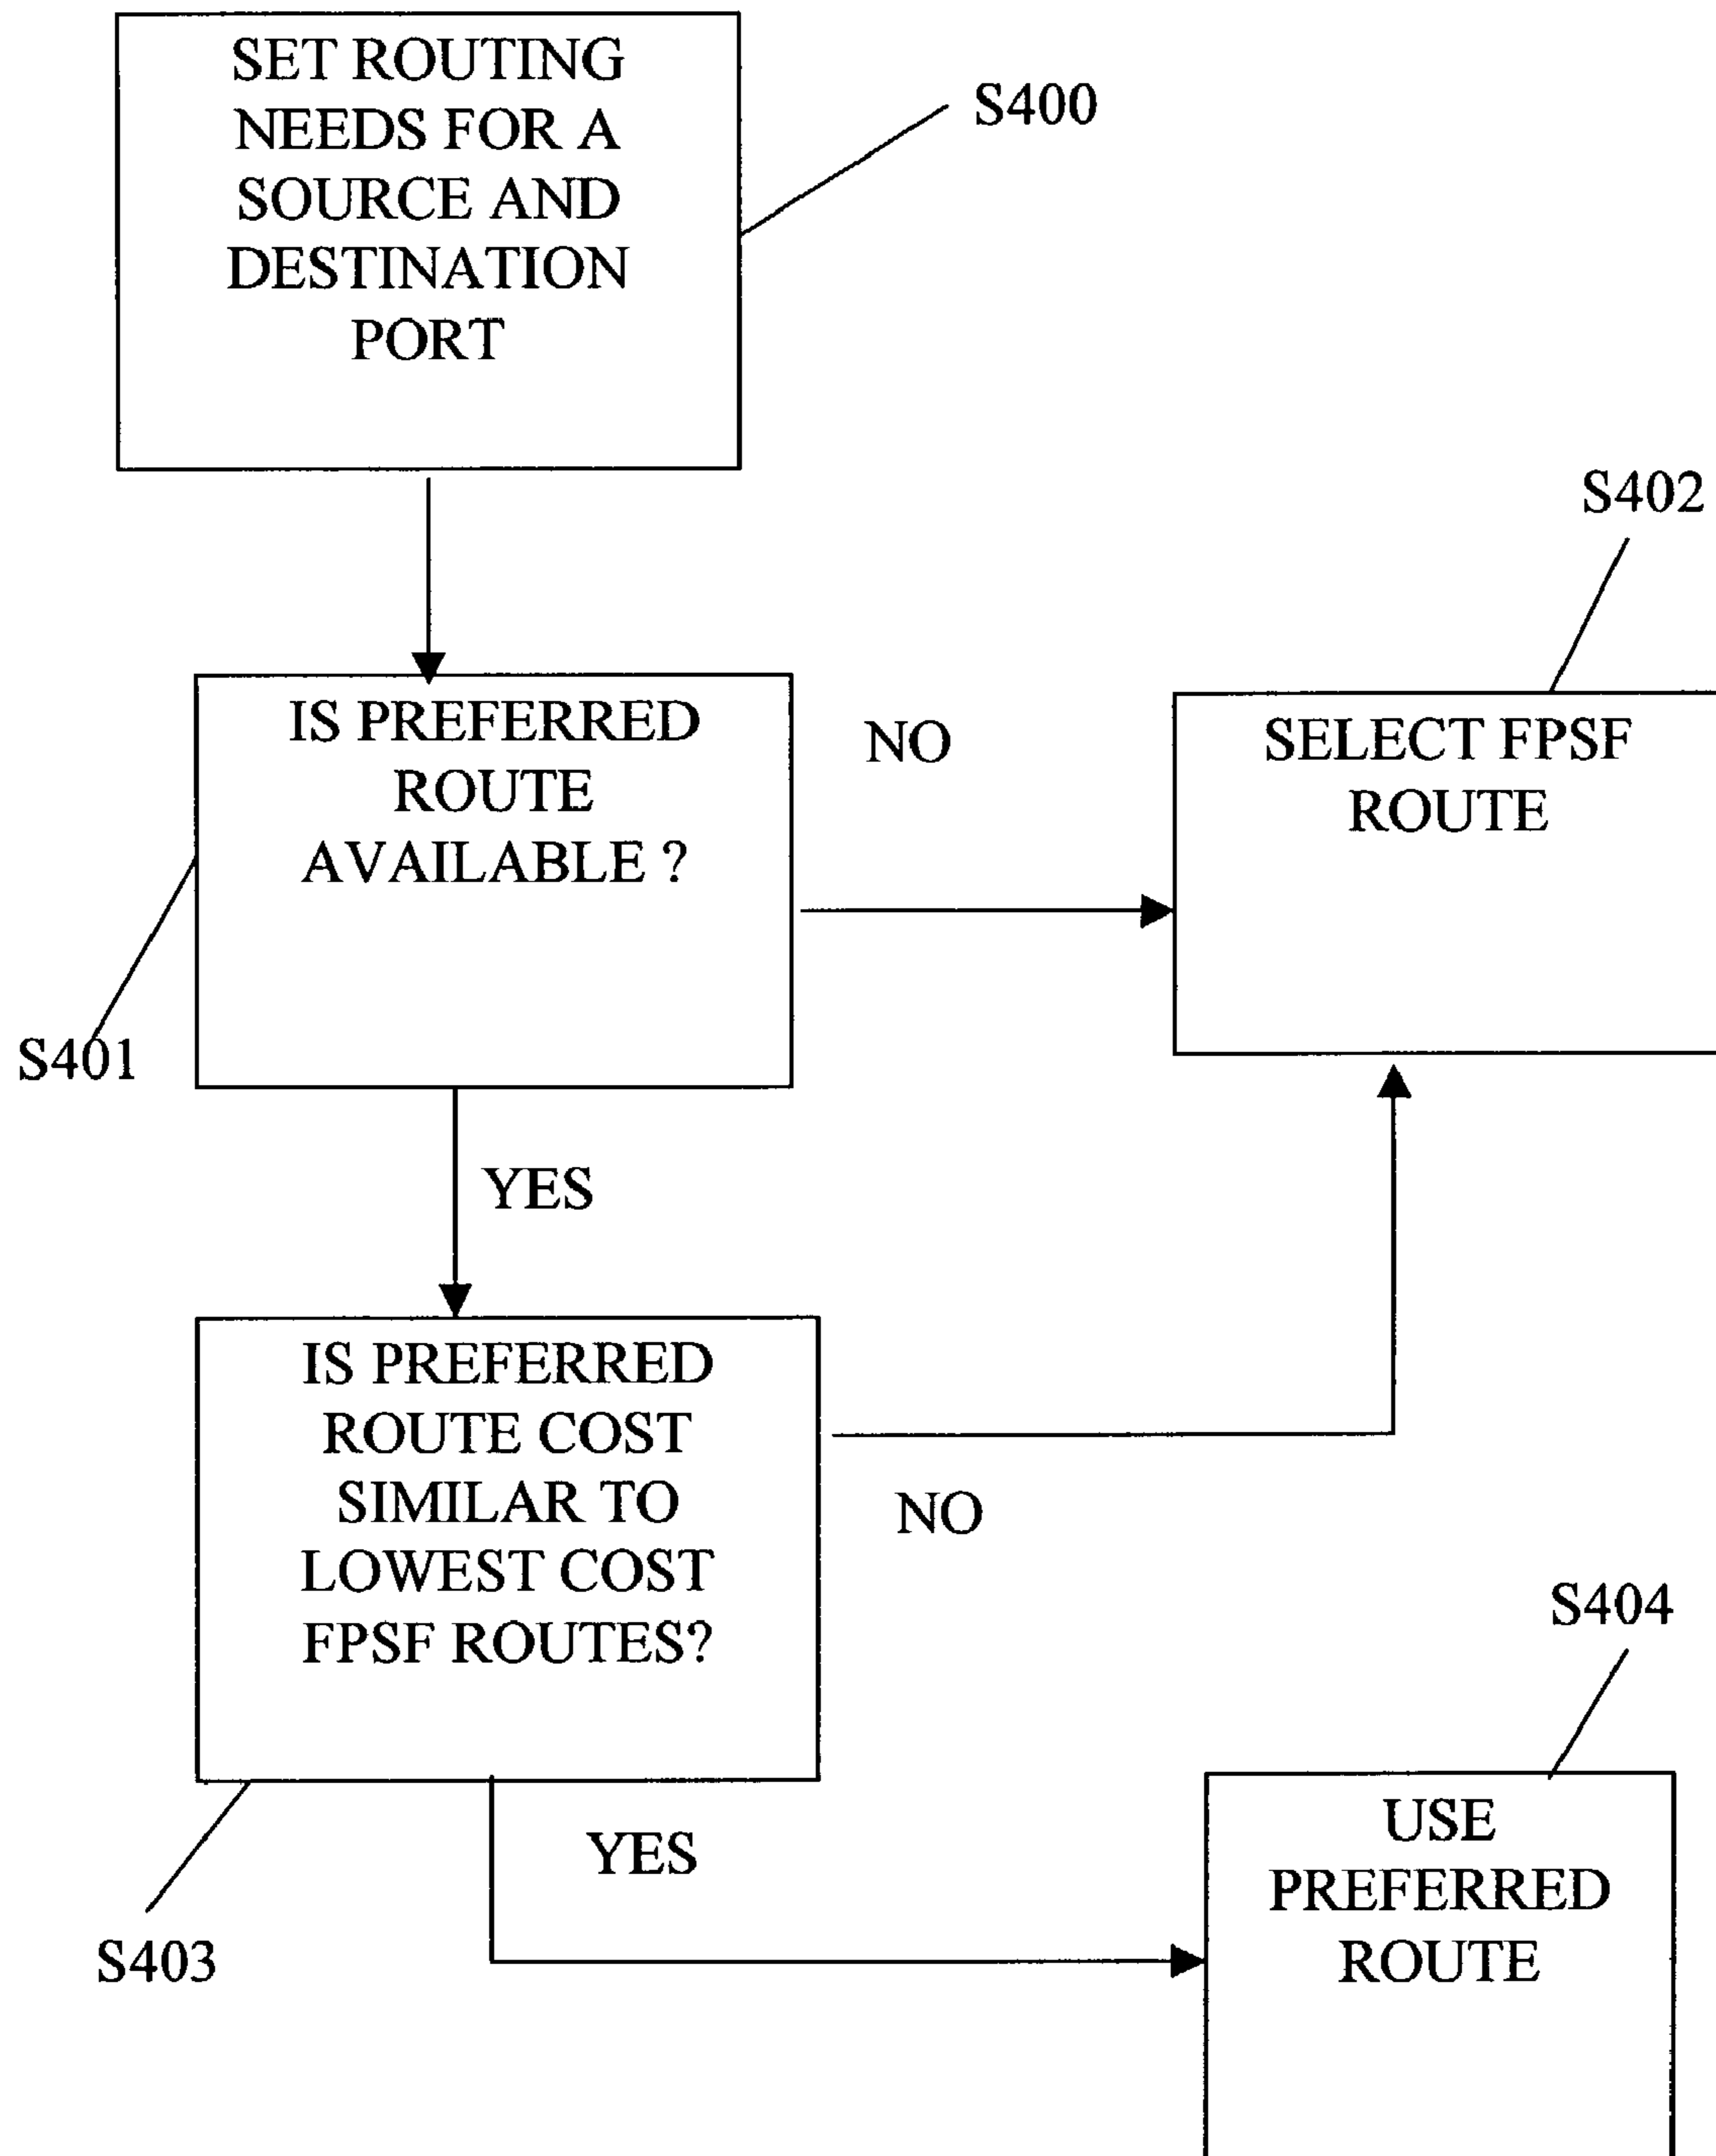 SET ROUTING
NEEDS FOR A
SOURCE AND
DESTINATION
PORT
S400
IS PREFERRED
ROUTE
AVAILABLE ?
S401
NO
S402
SELECT FPSF
ROUTE
YES
IS PREFERRED
ROUTE COST
SIMILAR TO
LOWEST COST
FPSF ROUTES?
S403
NO
YES
S404
USE
PREFERRED
ROUTE